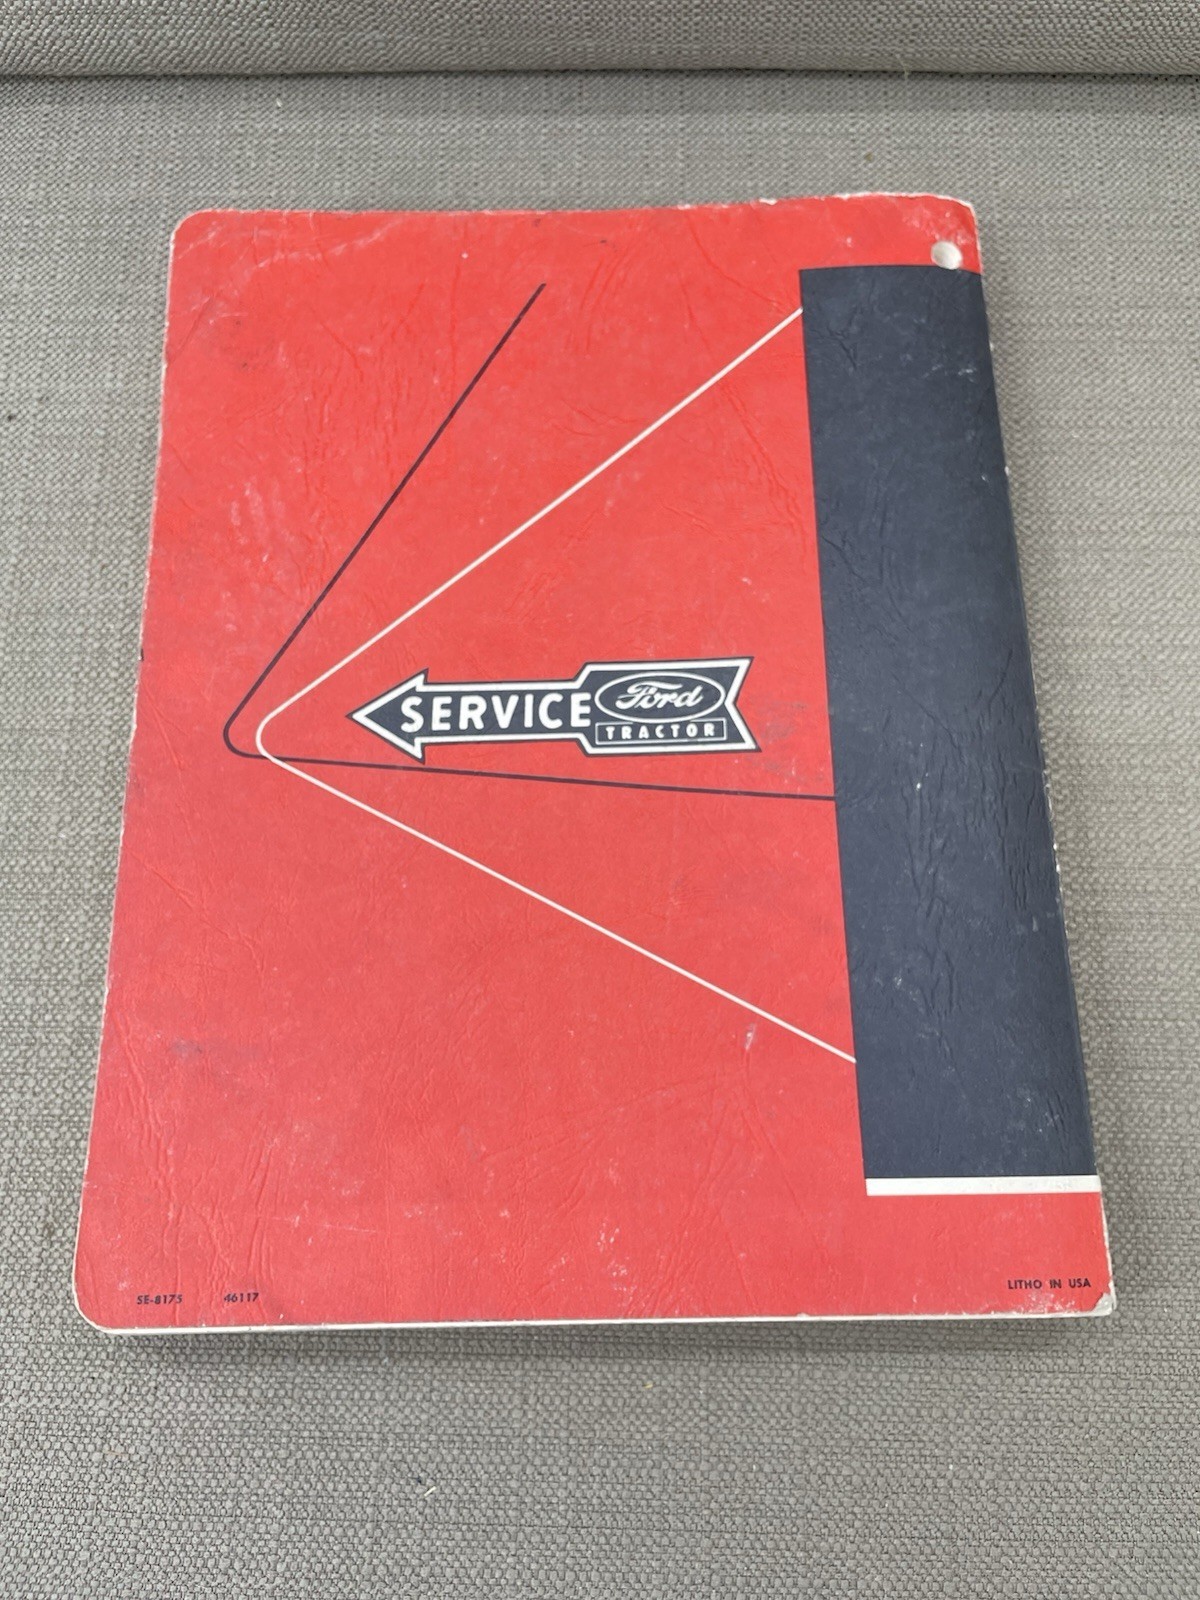 SERVICE
Ford
TRACTOR
SE-8175 46117
LITHO IN USA